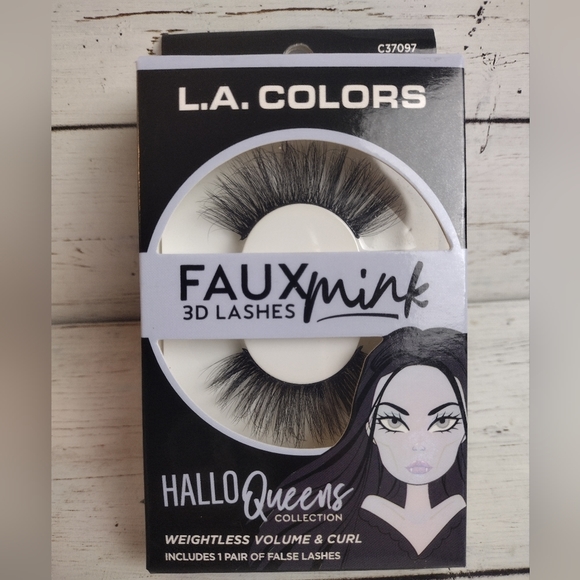 C37097
L.A. COLORS
FAUX mink
3D LASHES
HALLO Queens
COLLECTION
WEIGHTLESS VOLUME & CURL
INCLUDES 1 PAIR OF FALSE LASHES